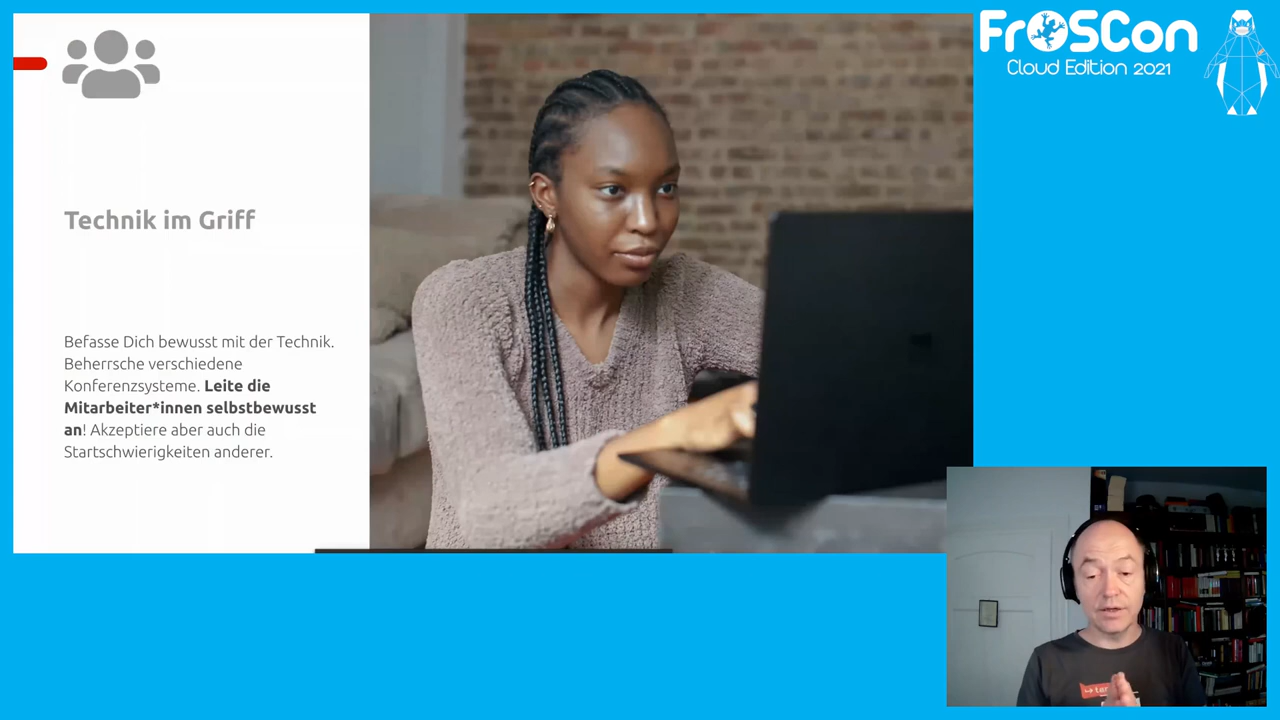 FrOSCon
Cloud Edition 2021
Technik im Griff
Befasse Dich bewusst mit der Technik.
Beherrsche verschiedene
Konferenzsysteme. Leite die
Mitarbeiter*innen selbstbewusst
an! Akzeptiere aber auch die
Startschwierigkeiten anderer.